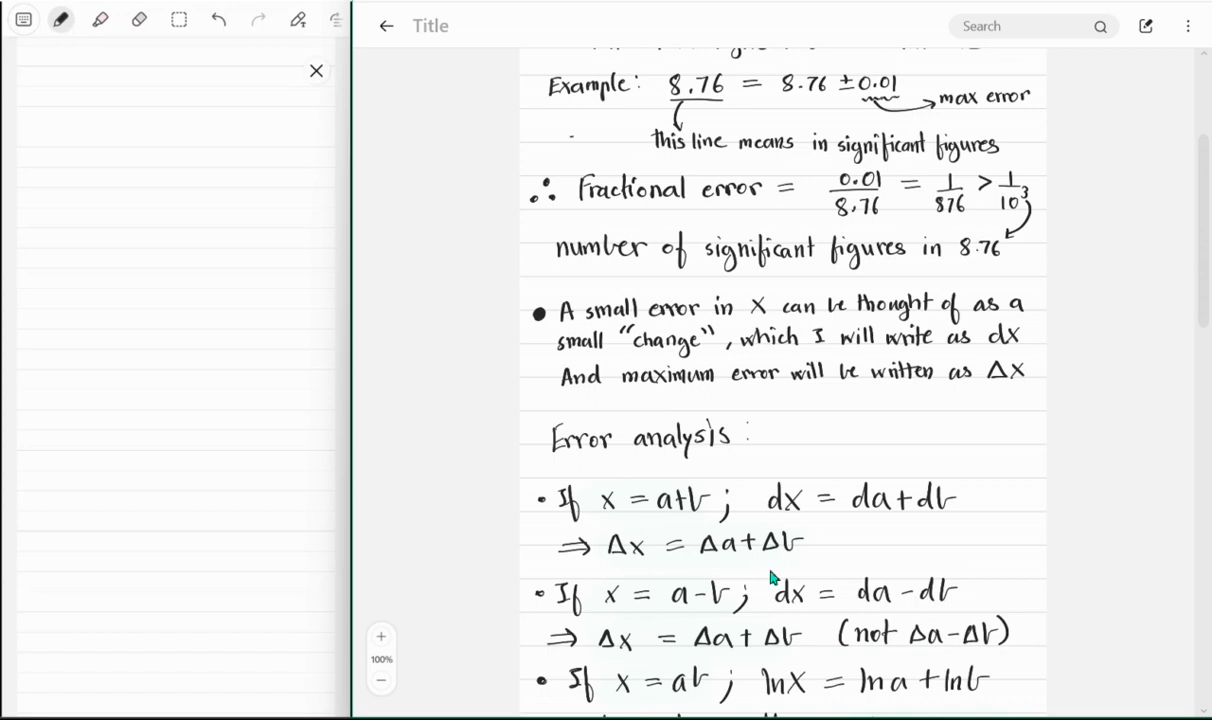 Title
Search
Example: 8.76 = 8.76 ±0.01
max error
this line means in significant figures
∴ Fractional error = 0.01/8.76 = 1/876 > 1/10³
number of significant figures in 8.76
• A small error in x can be thought of as a
small "change", which I will write as dx
And maximum error will be written as Δx
Error analysis:
• If x = a+b; dx = da+db
⇒ Δx = Δa+Δb
• If x = a-b; dx = da-db
⇒ Δx = Δa+Δb (not Δa-Δb)
• If x = ab; lnx = lna+lnb
100%